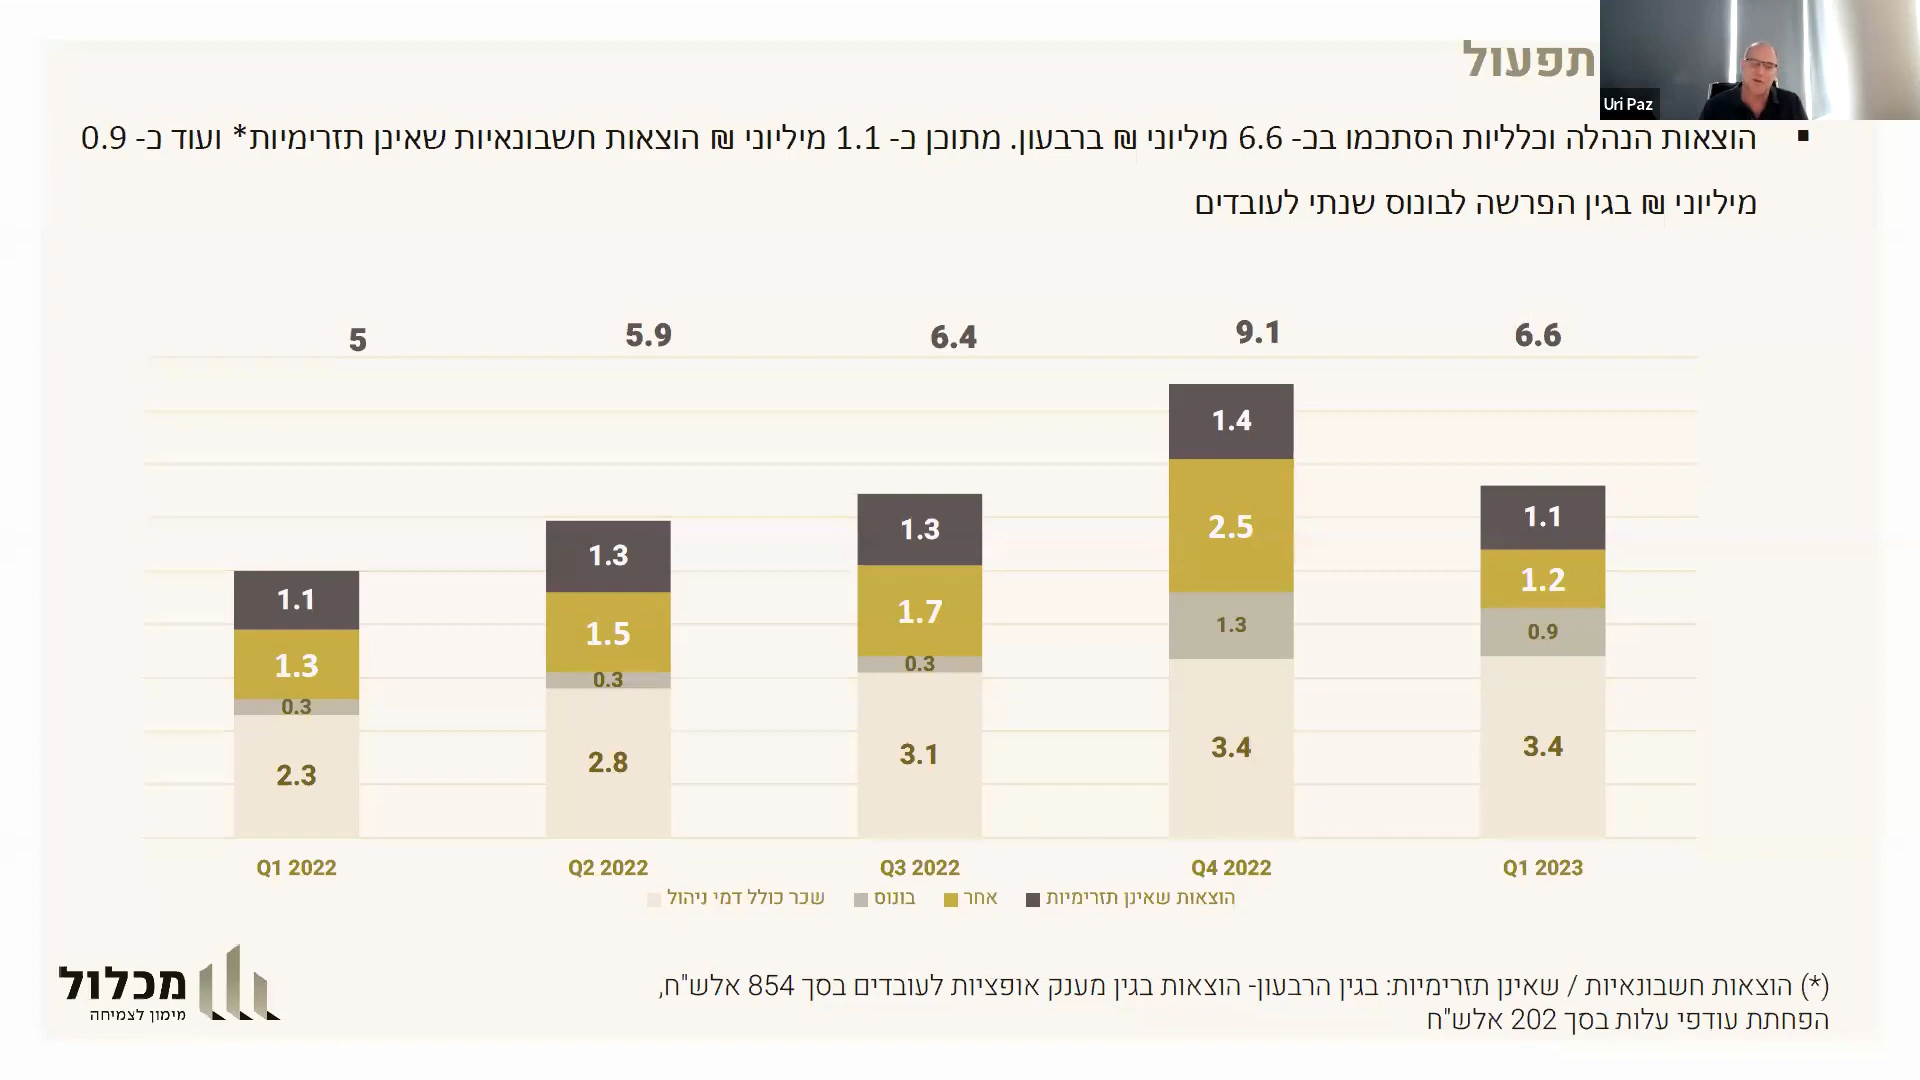 תפעול
Uri Paz
▪ הוצאות הנהלה וכלליות הסתכמו בכ- 6.6 מיליוני ₪ ברבעון. מתוכן כ- 1.1 מיליוני ₪ הוצאות חשבונאיות שאינן תזרימיות* ועוד כ- 0.9
מיליוני ₪ בגין הפרשה לבונוס שנתי לעובדים
5 5.9 6.4 9.1 6.6
1.1 1.3 1.3 1.4 1.1
1.3 1.5 1.7 2.5 1.2
0.3 0.3 0.3 1.3 0.9
2.3 2.8 3.1 3.4 3.4
Q1 2022 Q2 2022 Q3 2022 Q4 2022 Q1 2023
הוצאות שאינן תזרימיות אחר בונוס שכר כולל דמי ניהול
(*) הוצאות חשבונאיות / שאינן תזרימיות: בגין הרבעון- הוצאות בגין מענק אופציות לעובדים בסך 854 אלש"ח,
הפחתת עודפי עלות בסך 202 אלש"ח
מכלול
מימון לצמיחה